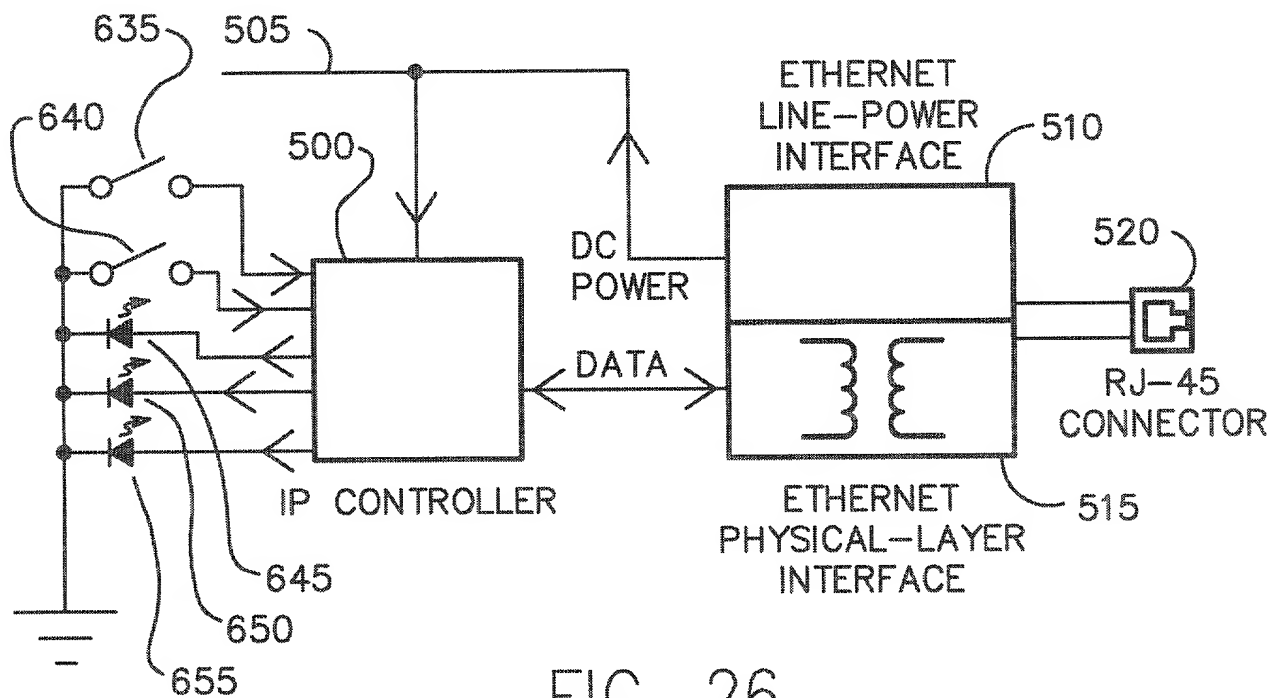 635
505
640
500
ETHERNET
LINE-POWER
INTERFACE
510
520
DC
POWER
DATA
RJ-45
CONNECTOR
IP CONTROLLER
ETHERNET
PHYSICAL-LAYER
INTERFACE
515
645
650
655
FIG. 26